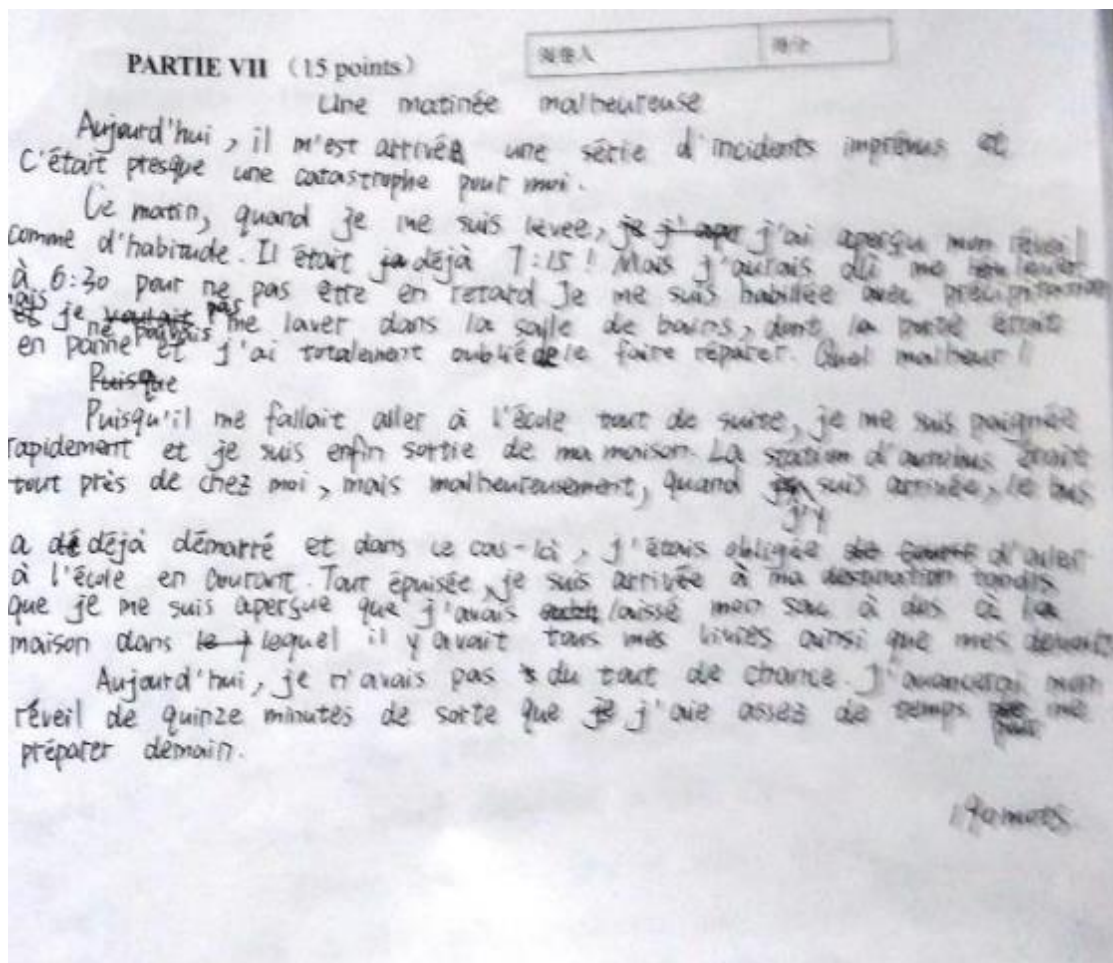 PARTIE VII (15 points)
Une matinée malheureuse
Aujourd'hui, il m'est arrivé une série d'incidents imprévus et
C'était presque une catastrophe pour moi.
Ce matin, quand je me suis levee, j'ai aperçu mon réveil
comme d'habitude. Il était déjà 7:15! Mais j'aurais dû me lever
à 6:30 pour ne pas être en retard Je me suis habillée avec précipitation
mais je ne pouvais pas me laver dans la salle de bains, dont la porte était
en panne et j'ai totalement oublié de le faire réparer. Quel malheur!
Puisqu'il me fallait aller à l'école tout de suite, je me suis peignée
rapidement et je suis enfin sortie de ma maison. La station d'autobus était
tout près de chez moi, mais malheureusement, quand j'y suis arrivée, le bus
a déjà démarré et dans ce cas-là, j'étais obligée d'aller
à l'école en courant. Tout épuisée, je suis arrivée à ma destination tandis
que je me suis aperçue que j'avais laissé mon sac à dos à la
maison dans lequel il y avait tous mes livres ainsi que mes devoirs
Aujourd'hui, je n'avais pas du tout de chance. J'avancerai mon
réveil de quinze minutes de sorte que j'aie assez de temps pour me
préparer demain.